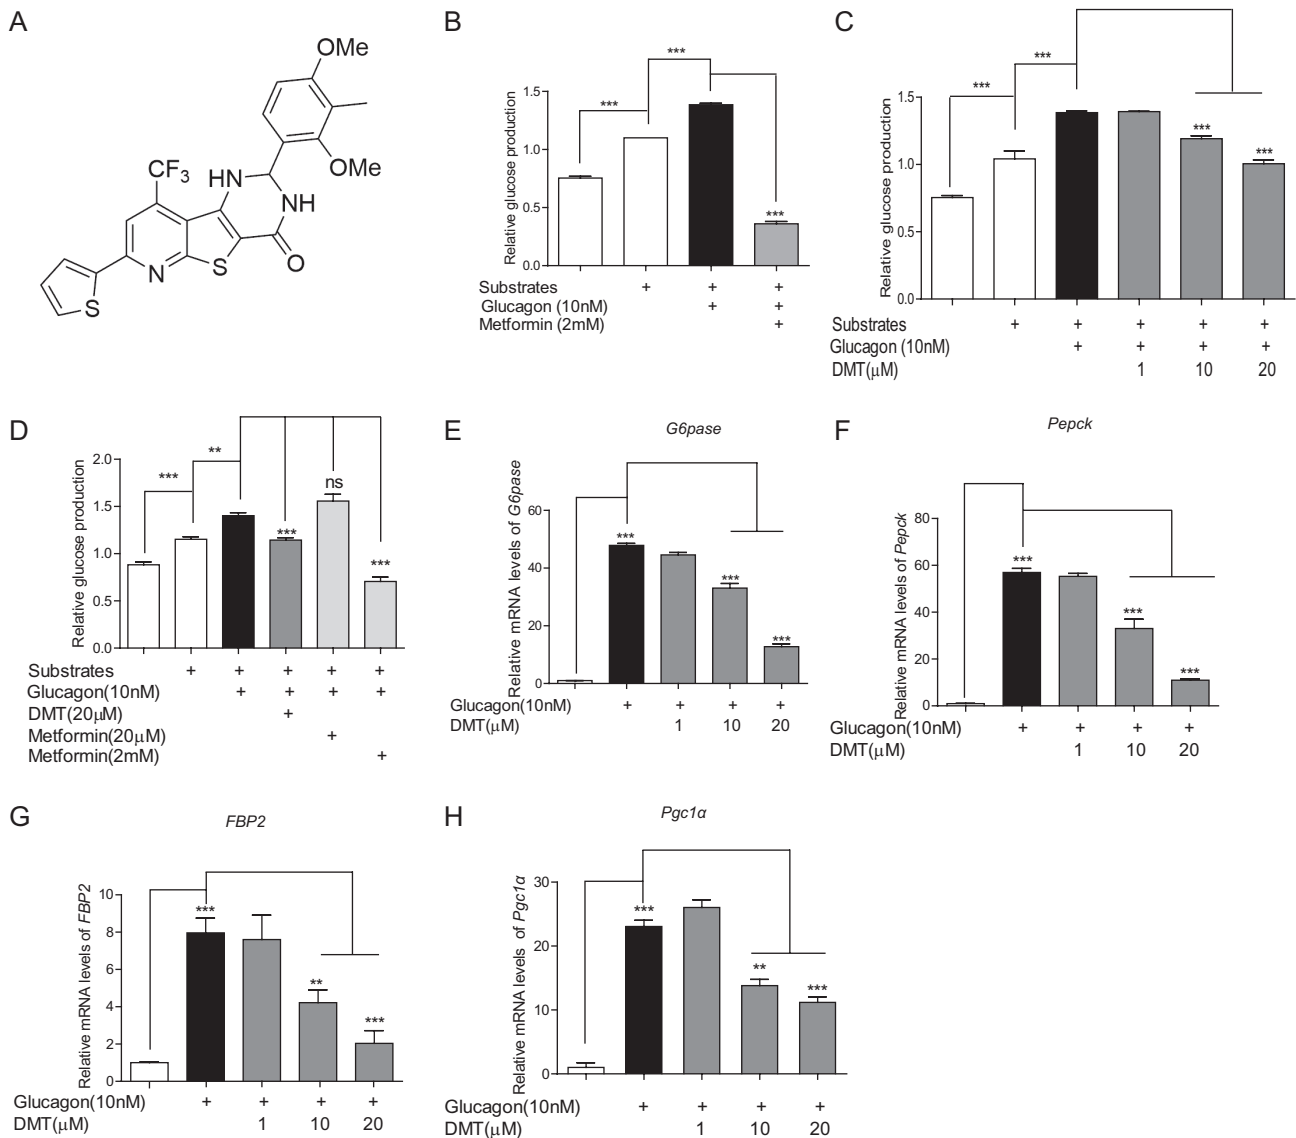 A
OMe
CF3
HN
OMe
NH
N
S
O
S
B
***
***
Relative glucose production
1.5
1.0
0.5
0.0
***
Substrates + + +
Glucagon (10nM) + +
Metformin (2mM) +
C
***
***
Relative glucose production
1.5
1.0
0.5
0.0
***
***
Substrates + + + + +
Glucagon (10nM) + + + +
DMT(μM) 1 10 20
D
**
***
Relative glucose production
2.0
1.5
1.0
0.5
0.0
***
ns
***
Substrates + + + + +
Glucagon(10nM) + + + +
DMT(20μM) +
Metformin(20μM) +
Metformin(2mM) +
E
G6pase
Relative mRNA levels of G6pase
60
40
20
0
***
***
***
Glucagon(10nM) + + + +
DMT(μM) 1 10 20
F
Pepck
Relative mRNA levels of Pepck
80
60
40
20
0
***
***
***
Glucagon(10nM) + + + +
DMT(μM) 1 10 20
G
FBP2
Relative mRNA levels of FBP2
10
8
6
4
2
0
***
**
***
Glucagon(10nM) + + + +
DMT(μM) 1 10 20
H
Pgc1α
Relative mRNA levels of Pgc1α
30
20
10
0
***
**
***
Glucagon(10nM) + + + +
DMT(μM) 1 10 20